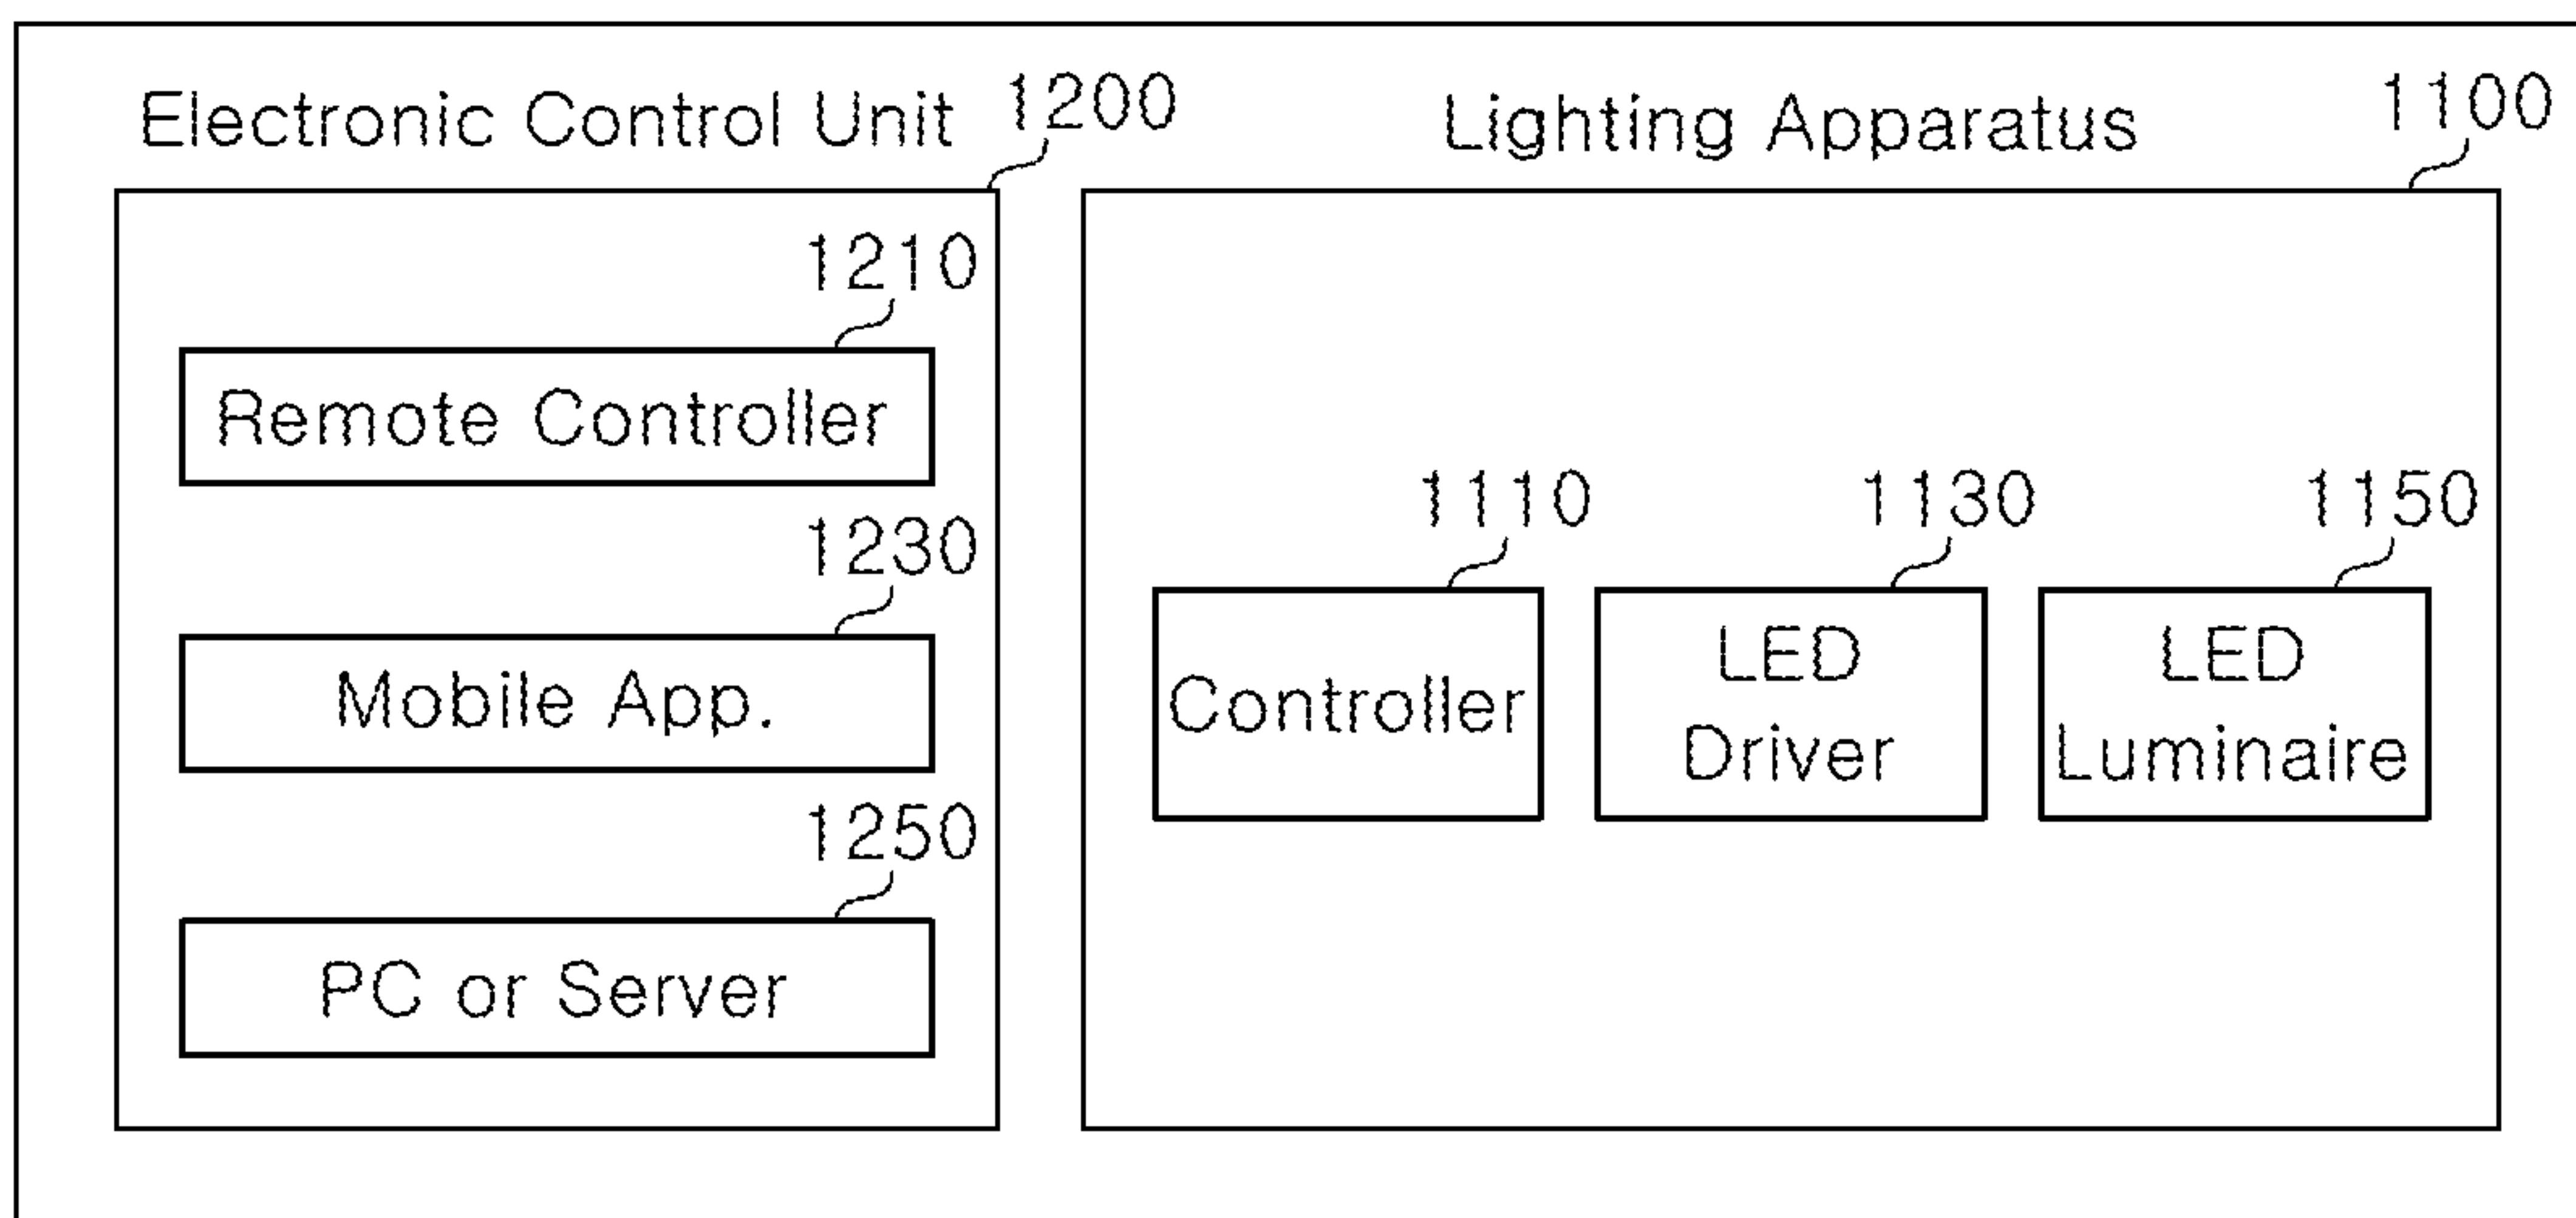 Electronic Control Unit 1200
1210
Remote Controller
1230
Mobile App.
1250
PC or Server
Lighting Apparatus 1100
1110
Controller
1130
LED
Driver
1150
LED
Luminaire